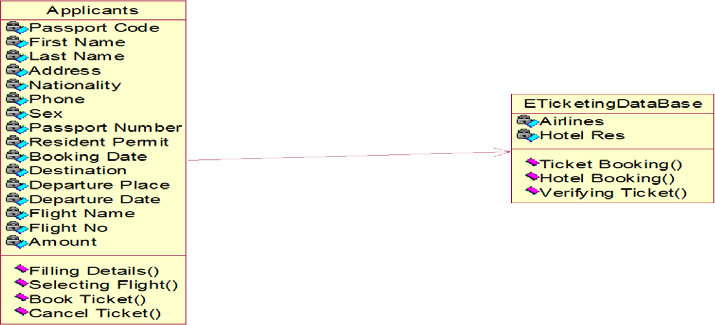 Applicants
Passport Code
First Name
Last Name
Address
Nationality
Phone
Sex
Passport Number
Resident Permit
Booking Date
Destination
Departure Place
Departure Date
Flight Name
Flight No
Amount
Filling Details()
Selecting Flight()
Book Ticket()
Cancel Ticket()
ETicketingDataBase
Airlines
Hotel Res
Ticket Booking()
Hotel Booking()
Verifying Ticket()